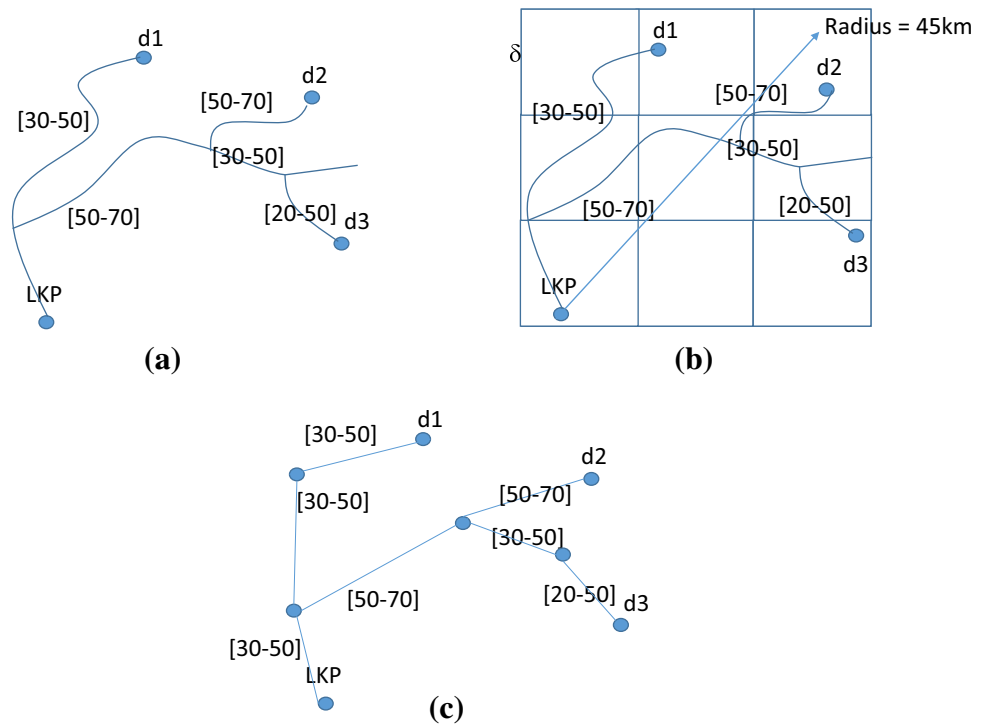 d1
d2
[50-70]
[30-50]
[30-50]
[50-70]
[20-50]
d3
LKP
(a)
δ
d1
Radius = 45km
d2
[50-70]
[30-50]
[30-50]
[50-70]
[20-50]
d3
LKP
(b)
d1
[30-50]
d2
[30-50]
[50-70]
[30-50]
[50-70]
[20-50]
d3
[30-50]
LKP
(c)